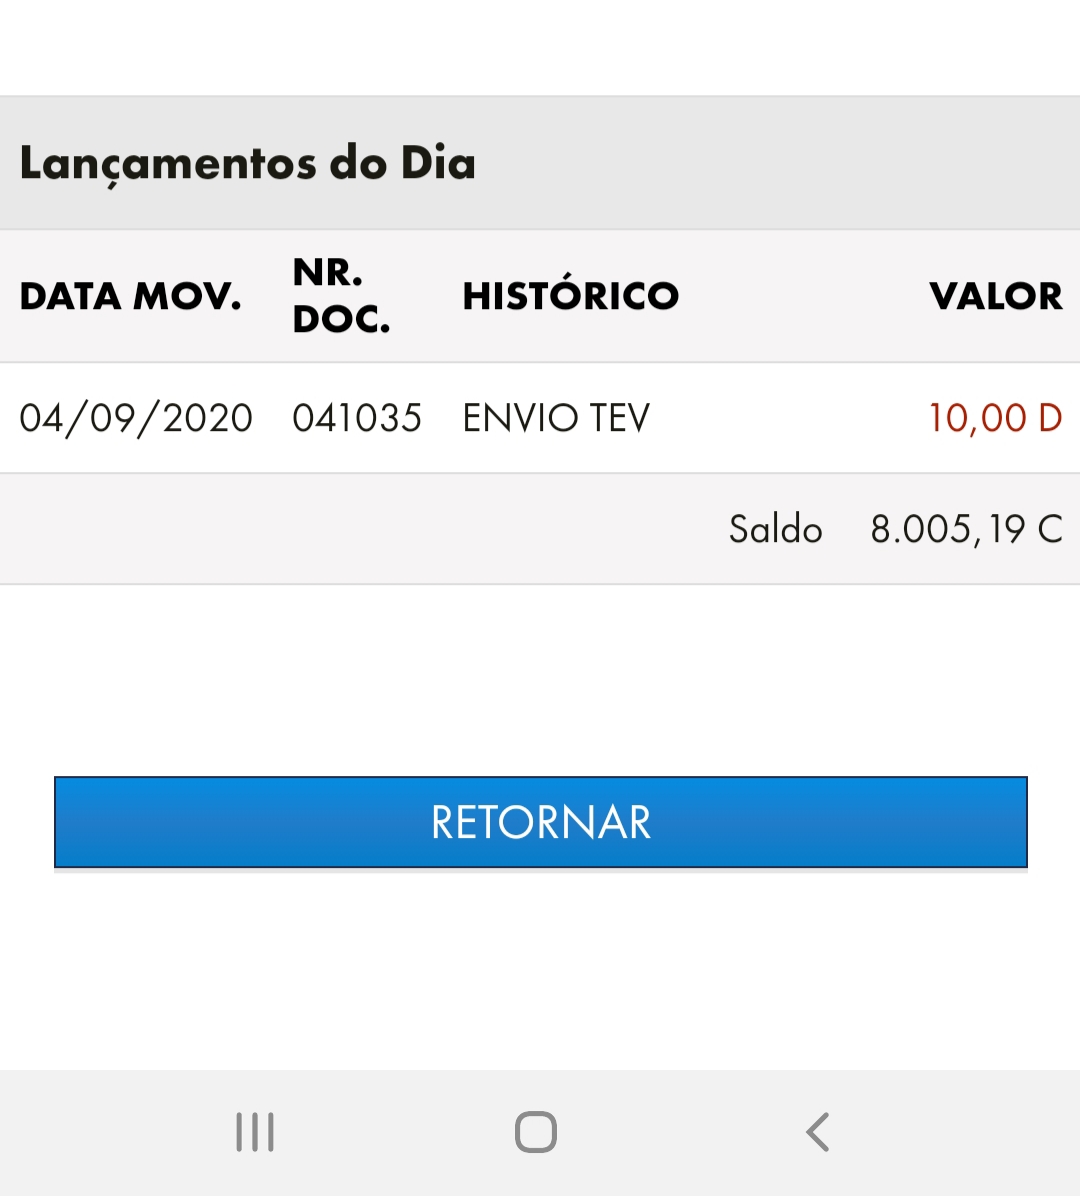 Lançamentos do Dia
DATA MOV. NR. DOC. HISTÓRICO VALOR
04/09/2020 041035 ENVIO TEV 10,00 D
Saldo 8.005,19 C
RETORNAR